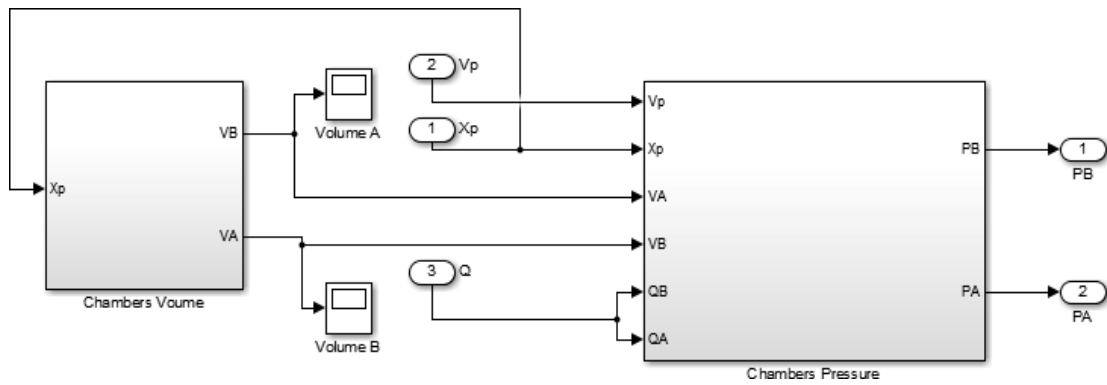 2
Vp
Vp
Volume A
1
Xp
VB
Xp
PB
1
PB
Xp
VA
VA
VB
3
Q
QB
PA
2
PA
Chambers Voume
QA
Volume B
Chambers Pressure